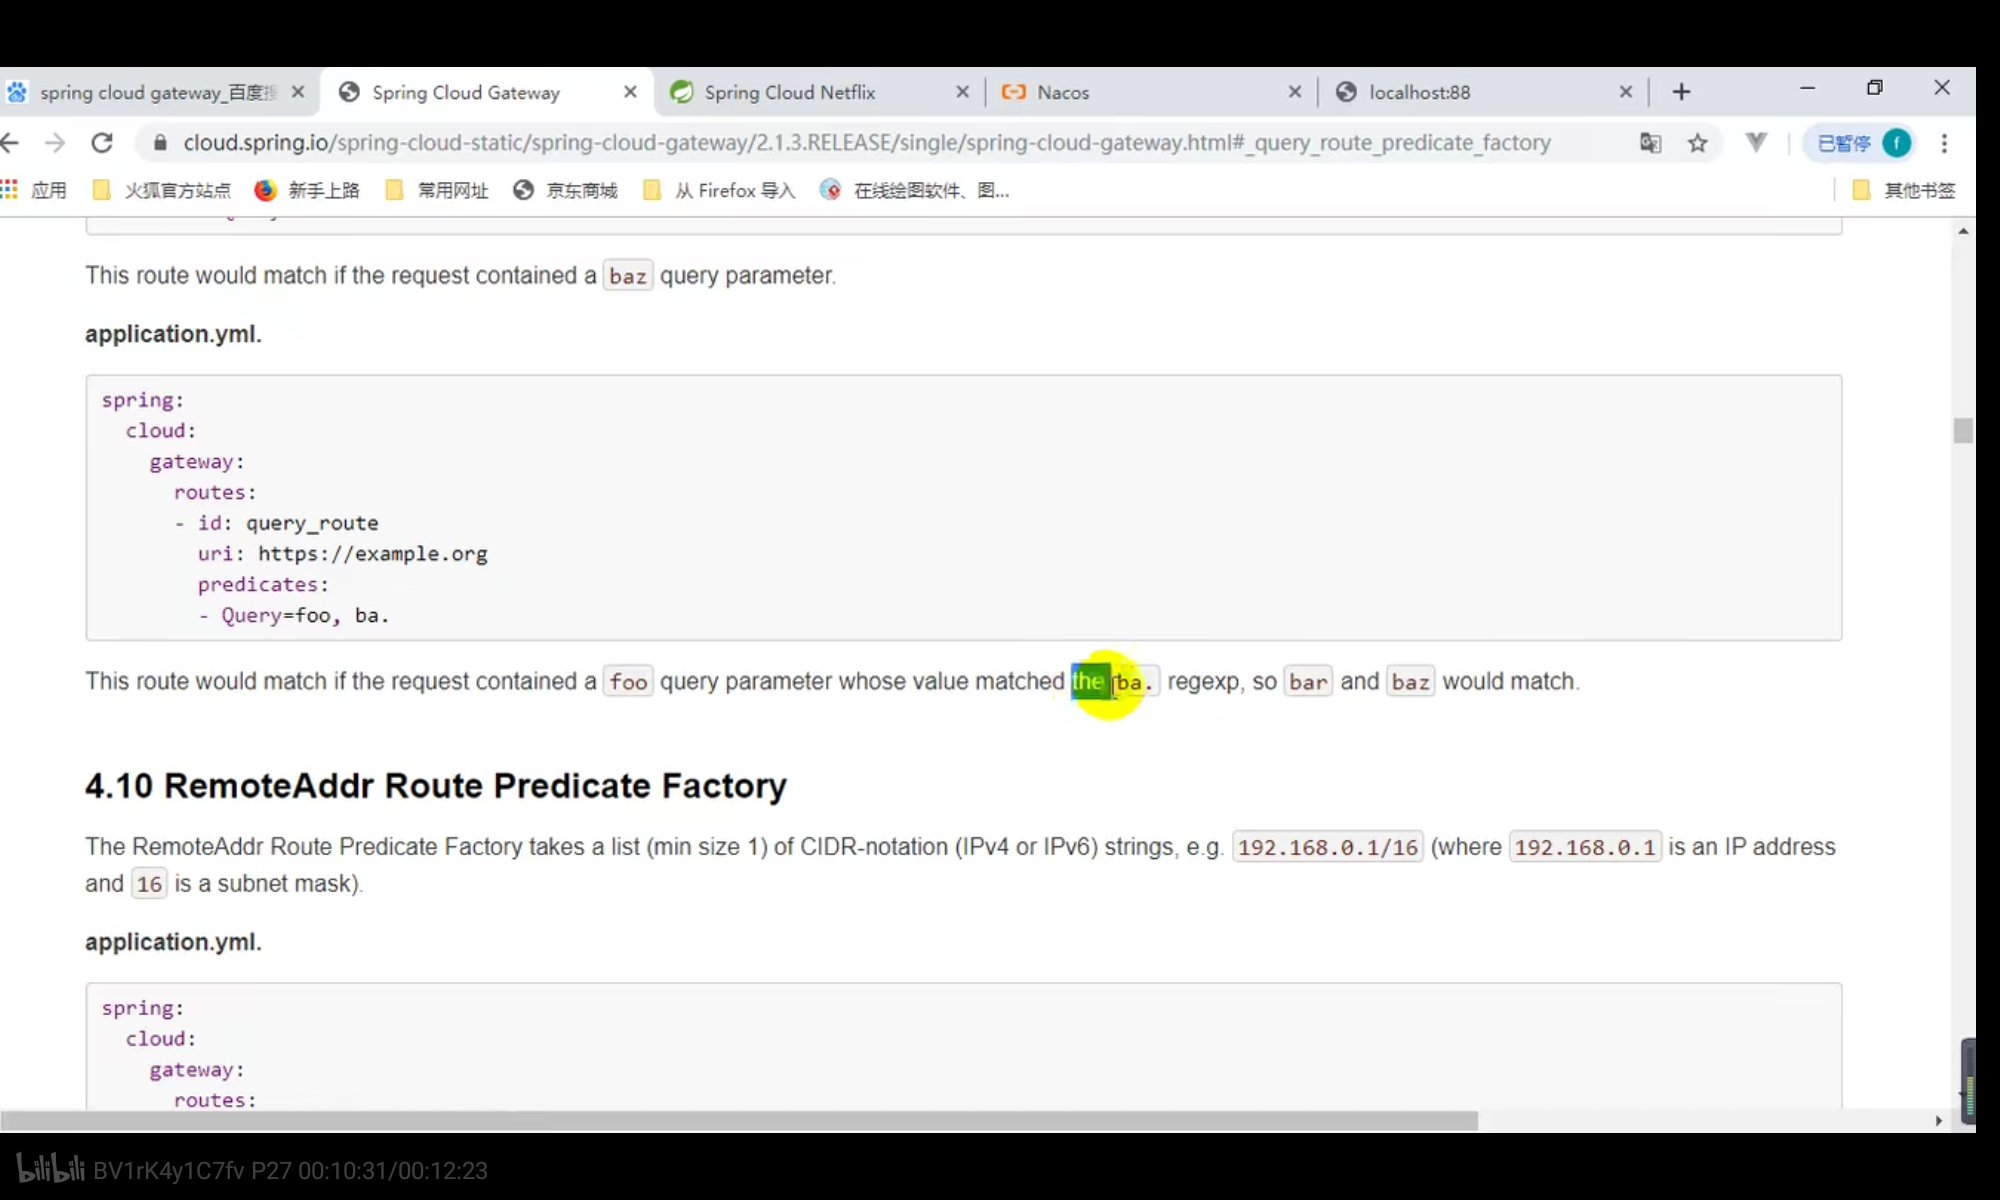 spring cloud gateway_百度搜
Spring Cloud Gateway
Spring Cloud Netflix
Nacos
localhost:88
cloud.spring.io/spring-cloud-static/spring-cloud-gateway/2.1.3.RELEASE/single/spring-cloud-gateway.html#_query_route_predicate_factory
已暂停
f
应用
火狐官方站点
新手上路
常用网址
京东商城
从 Firefox 导入
在线绘图软件、图...
其他书签
This route would match if the request contained a baz query parameter.
application.yml.
spring:
cloud:
gateway:
routes:
- id: query_route
uri: https://example.org
predicates:
- Query=foo, ba.
This route would match if the request contained a foo query parameter whose value matched the ba. regexp, so bar and baz would match.
4.10 RemoteAddr Route Predicate Factory
The RemoteAddr Route Predicate Factory takes a list (min size 1) of CIDR-notation (IPv4 or IPv6) strings, e.g. 192.168.0.1/16 (where 192.168.0.1 is an IP address
and 16 is a subnet mask).
application.yml.
spring:
cloud:
gateway:
routes:
bilibili BV1rK4y1C7fv P27 00:10:31/00:12:23